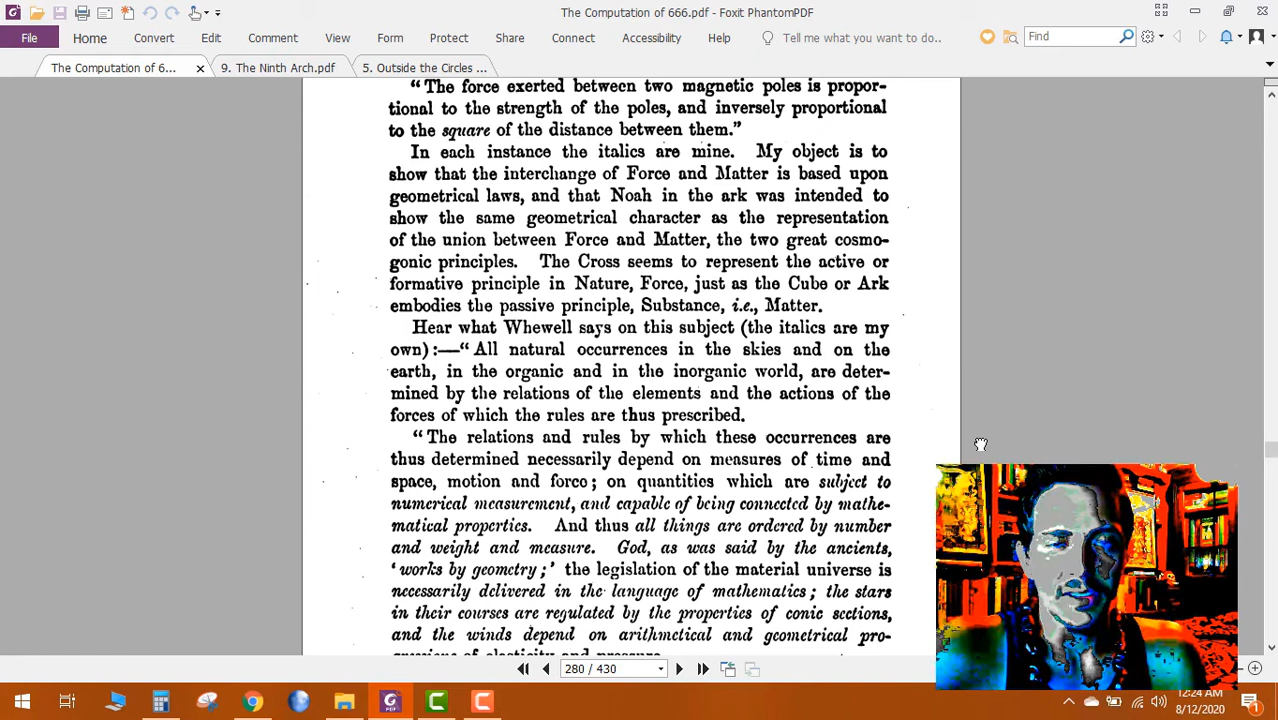 The Computation of 666.pdf - Foxit PhantomPDF
File Home Convert Edit Comment View Form Protect Share Connect Accessibility Help Tell me what you want to do.. Find
The Computation of 6... 9. The Ninth Arch.pdf 5. Outside the Circles ...
“The force exerted between two magnetic poles is propor-
tional to the strength of the poles, and inversely proportional
to the square of the distance between them.”
In each instance the italics are mine. My object is to
show that the interchange of Force and Matter is based upon
geometrical laws, and that Noah in the ark was intended to
show the same geometrical character as the representation
of the union between Force and Matter, the two great cosmo-
gonic principles. The Cross seems to represent the active or
formative principle in Nature, Force, just as the Cube or Ark
embodies the passive principle, Substance, i.e., Matter.
Hear what Whewell says on this subject (the italics are my
own):—“All natural occurrences in the skies and on the
earth, in the organic and in the inorganic world, are deter-
mined by the relations of the elements and the actions of the
forces of which the rules are thus prescribed.
“The relations and rules by which these occurrences are
thus determined necessarily depend on measures of time and
space, motion and force; on quantities which are subject to
numerical measurement, and capable of being connected by mathe-
matical properties. And thus all things are ordered by number
and weight and measure. God, as was said by the ancients,
‘works by geometry;’ the legislation of the material universe is
necessarily delivered in the language of mathematics; the stars
in their courses are regulated by the properties of conic sections,
and the winds depend on arithmetical and geometrical pro-
gressions of elasticity and pressure.
280 / 430
12:24 AM
8/12/2020